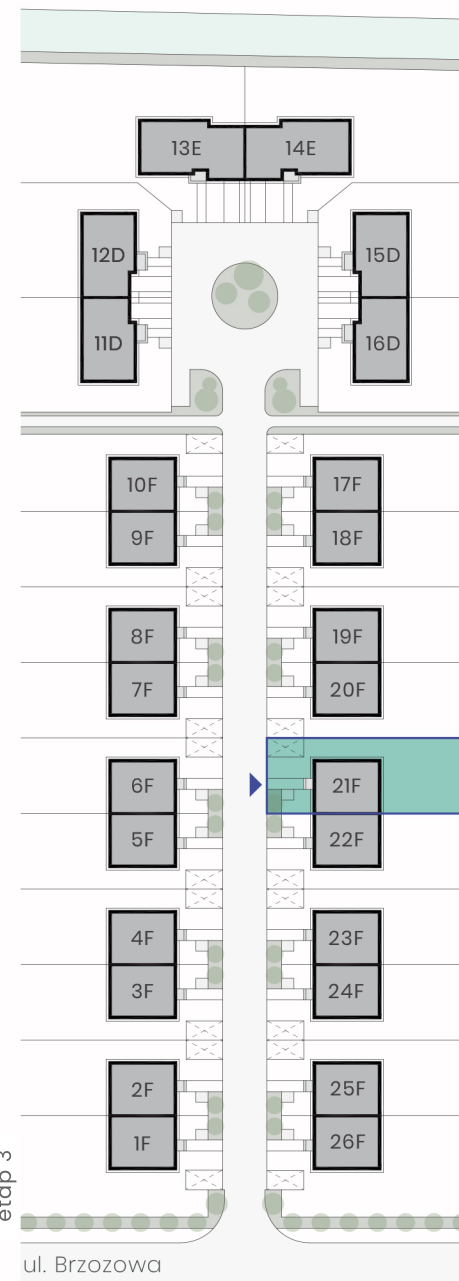 13E 14E
12D 15D
11D 16D
10F 17F
9F 18F
8F 19F
7F 20F
6F 21F
5F 22F
4F 23F
3F 24F
2F 25F
1F 26F
etap 3
ul. Brzozowa